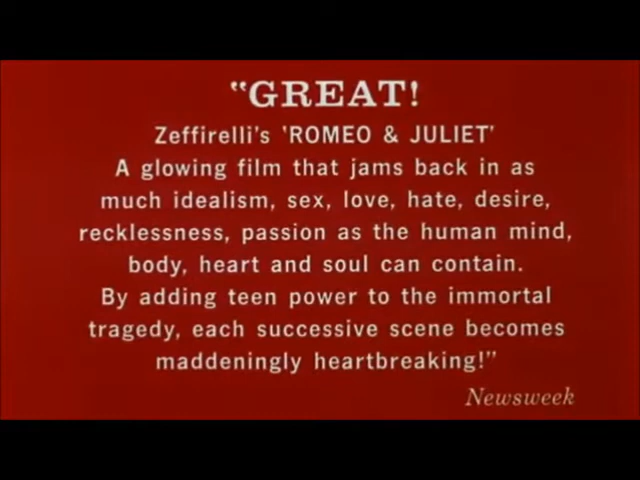 “GREAT!
Zeffirelli's 'ROMEO & JULIET'
A glowing film that jams back in as
much idealism, sex, love, hate, desire,
recklessness, passion as the human mind,
body, heart and soul can contain.
By adding teen power to the immortal
tragedy, each successive scene becomes
maddeningly heartbreaking!”
Newsweek